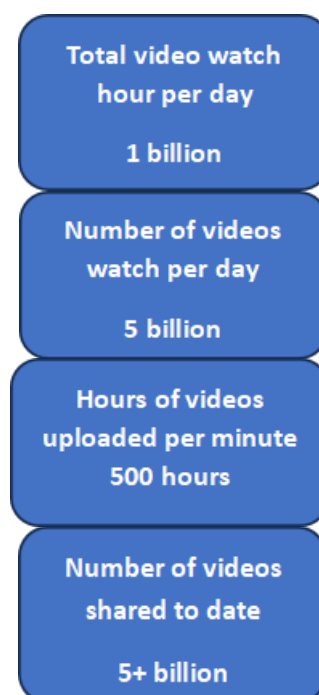 Total video watch
hour per day
1 billion
Number of videos
watch per day
5 billion
Hours of videos
uploaded per minute
500 hours
Number of videos
shared to date
5+ billion